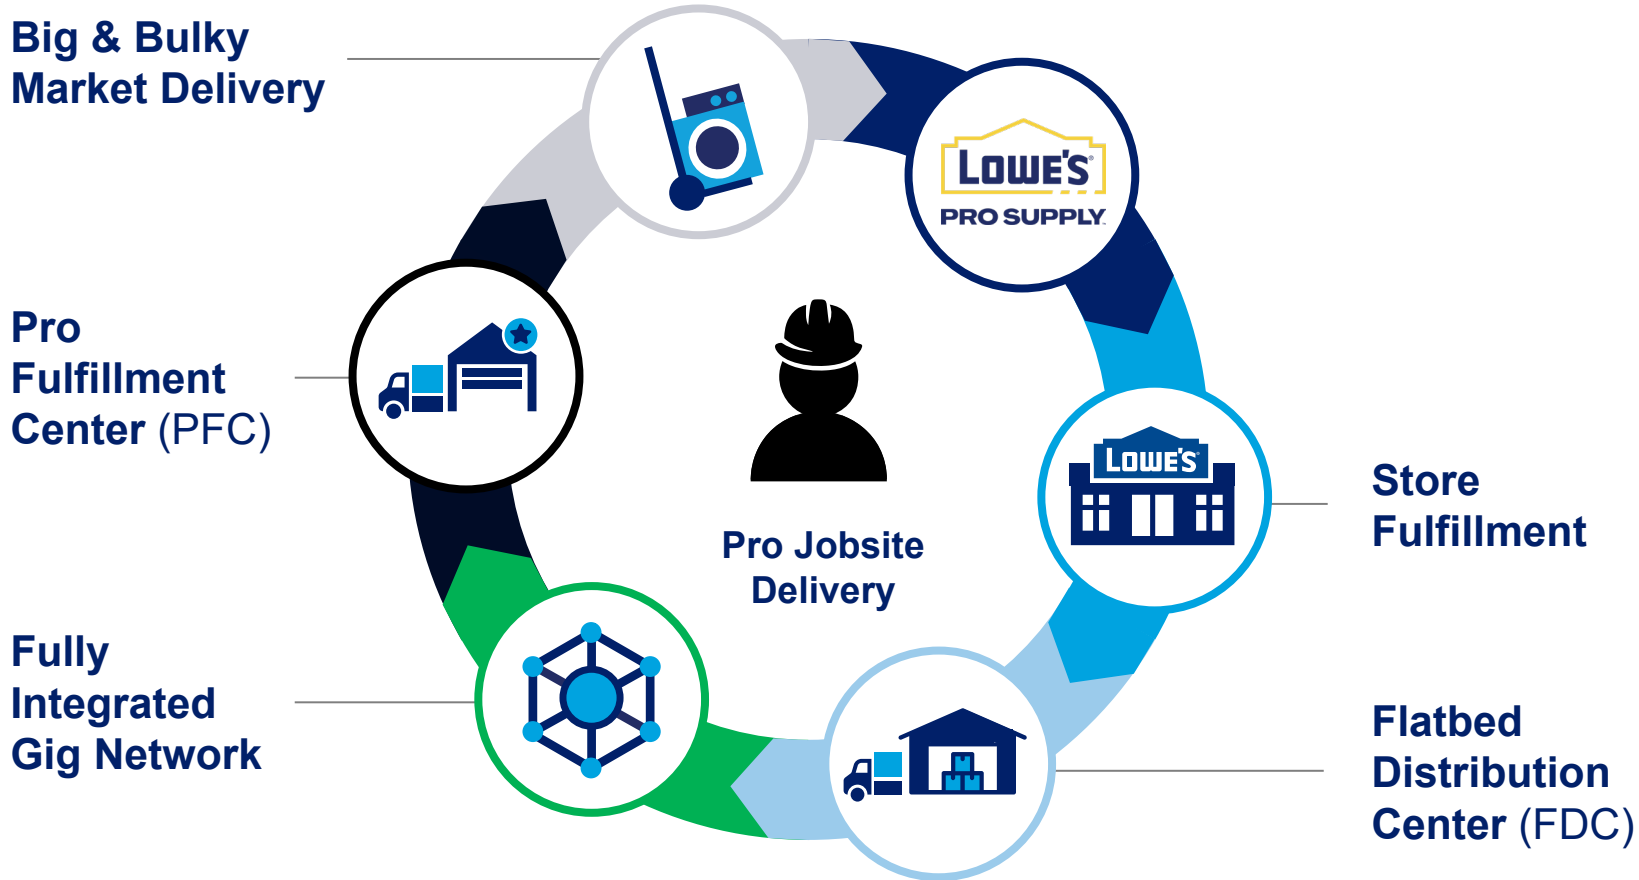 Big & Bulky
Market Delivery
LOWE'S®
PRO SUPPLY™
Pro
Fulfillment
Center (PFC)
LOWE'S
Store
Fulfillment
Pro Jobsite
Delivery
Fully
Integrated
Gig Network
Flatbed
Distribution
Center (FDC)